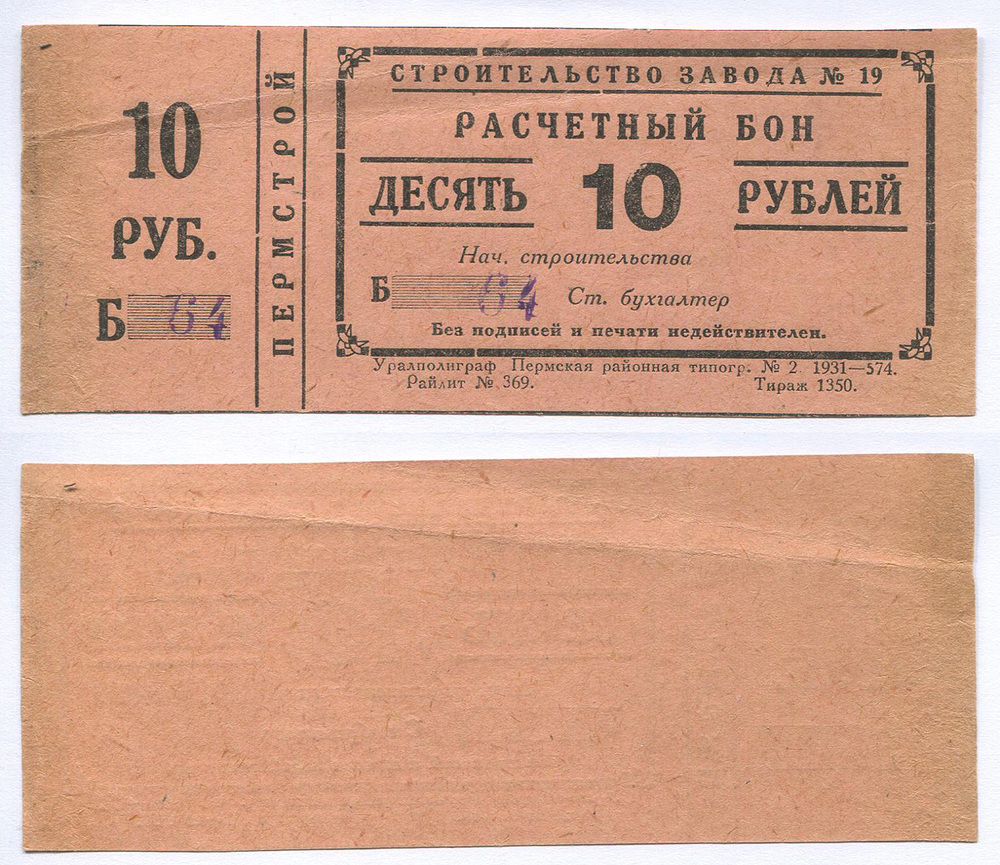 10
РУБ.
Б 64
ПЕРМСТРОЙ
СТРОИТЕЛЬСТВО ЗАВОДА № 19
РАСЧЕТНЫЙ БОН
ДЕСЯТЬ 10 РУБЛЕЙ
Нач. строительства
Б 64 Ст. бухгалтер
Без подписей и печати недействителен.
Уралполиграф Пермская районная типогр. № 2 1931—574.
Райлит № 369. Тираж 1350.